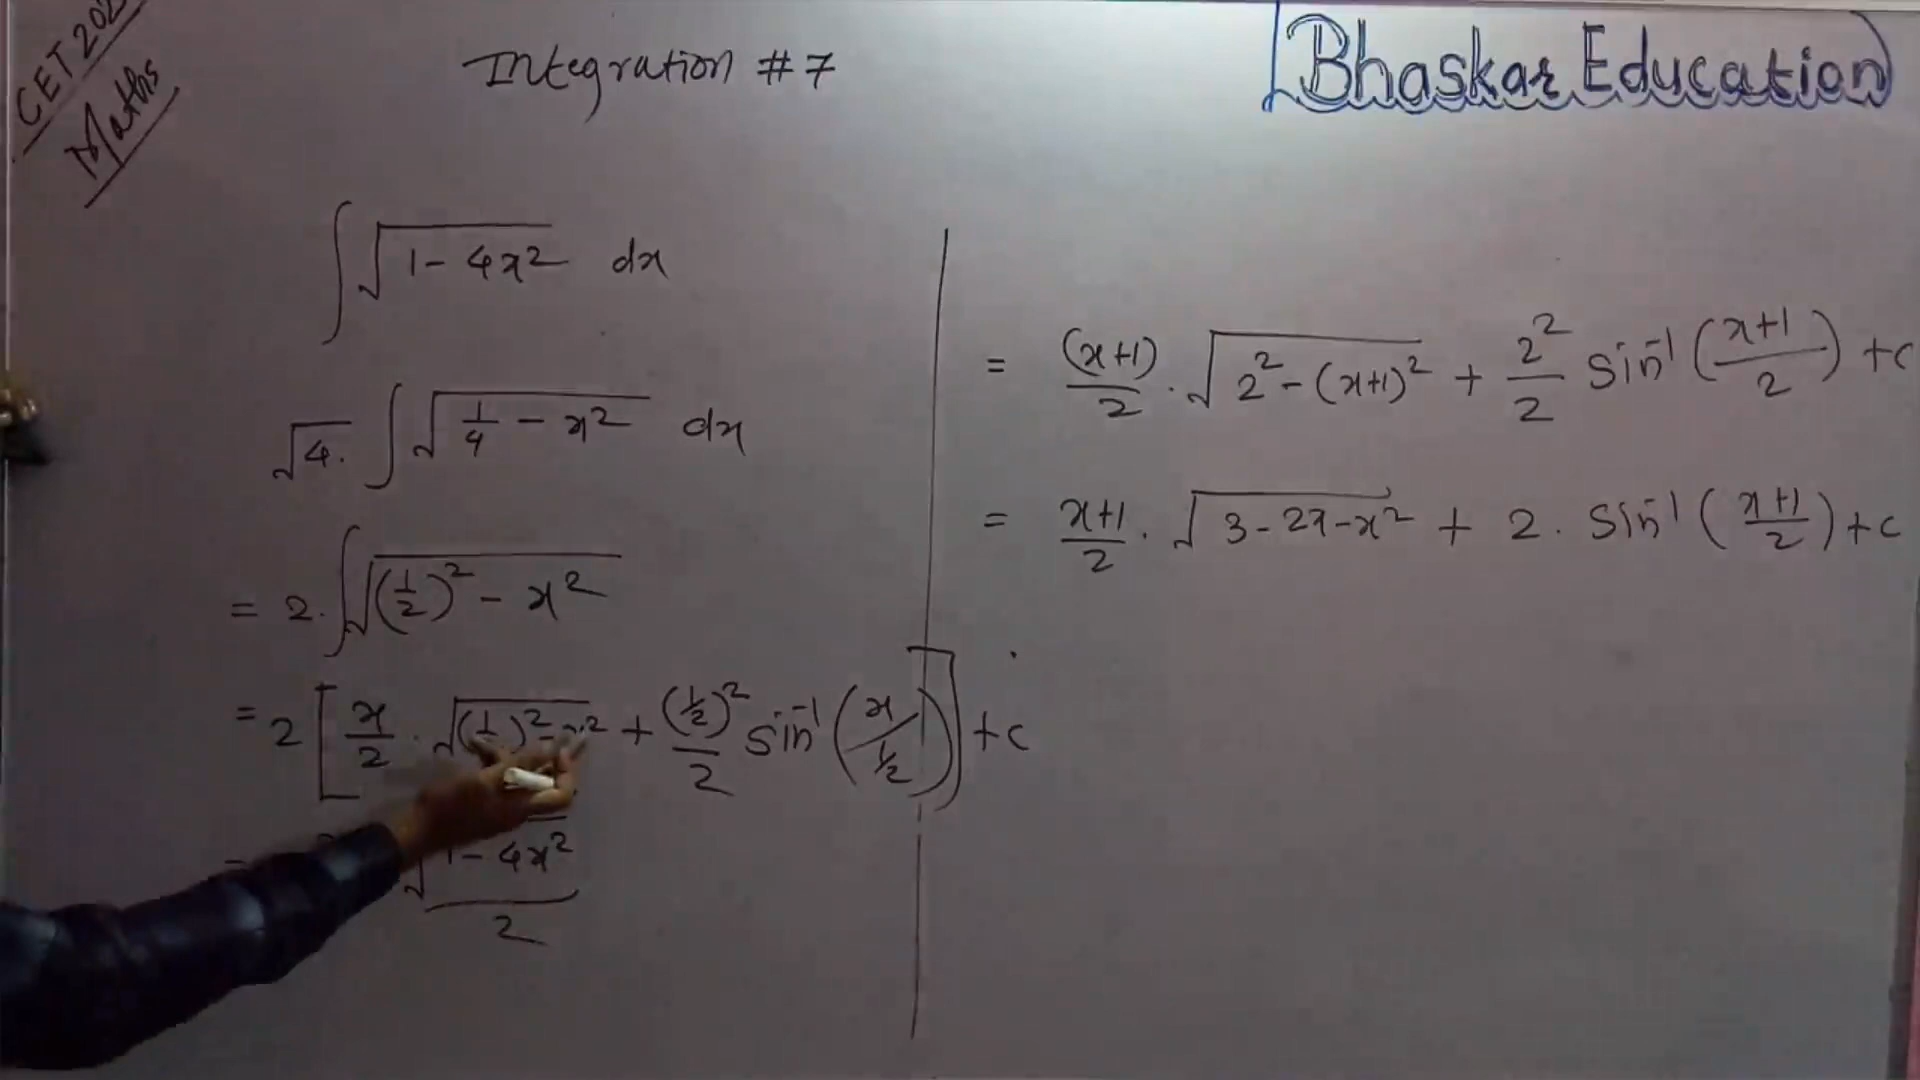 CET 202
Maths
Integration #7
Bhaskar Education
∫ √(1 - 4x²) dx
√4. ∫ √(1/4 - x²) dx
= 2. ∫ √((1/2)² - x²)
= 2 [ x/2 . √((1/2)² - x²) + (1/2)²/2 sin⁻¹ (x/(1/2)) ] + c
= √(1 - 4x²)/2
= (x+1)/2 . √(2² - (x+1)²) + 2²/2 sin⁻¹ ((x+1)/2) + c
= x+1/2 . √(3 - 2x - x²) + 2. sin⁻¹ (x+1/2) + c